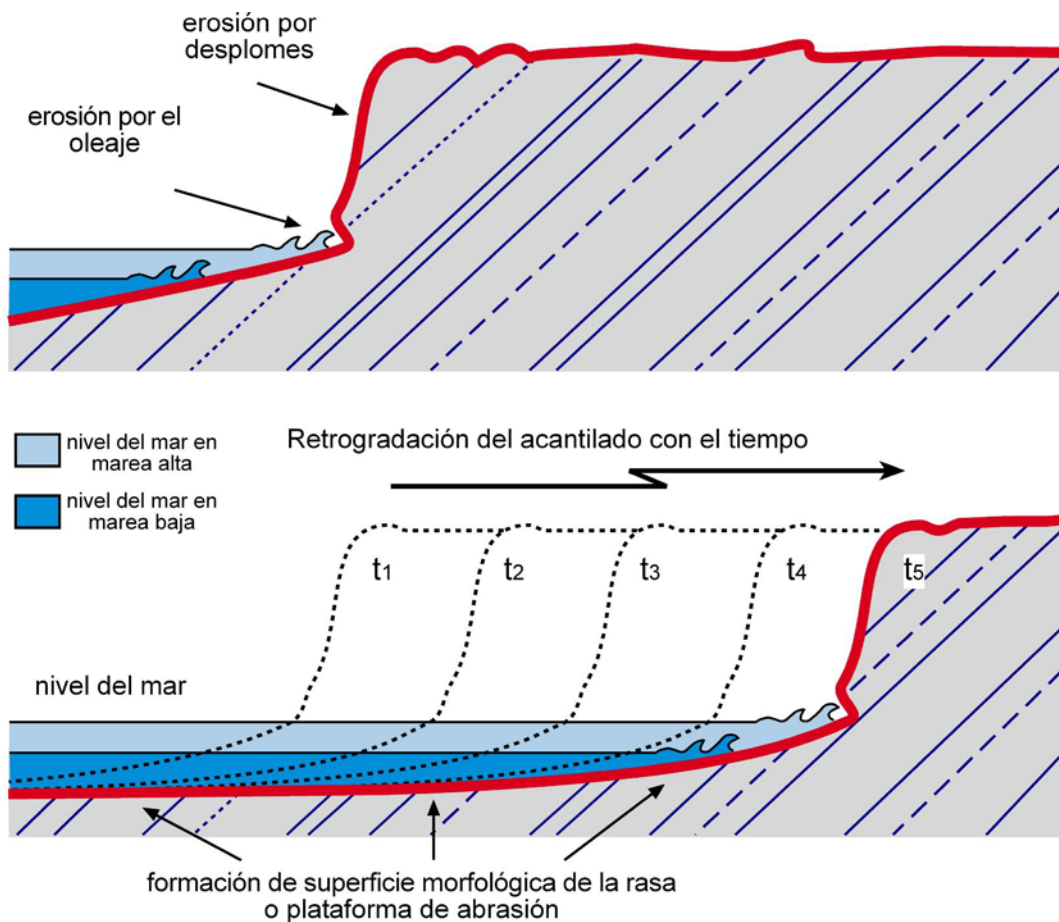 erosión por
desplomes
erosión por el
oleaje
nivel del mar en
marea alta
nivel del mar en
marea baja
Retrogradación del acantilado con el tiempo
t1
t2
t3
t4
t5
nivel del mar
formación de superficie morfológica de la rasa
o plataforma de abrasión